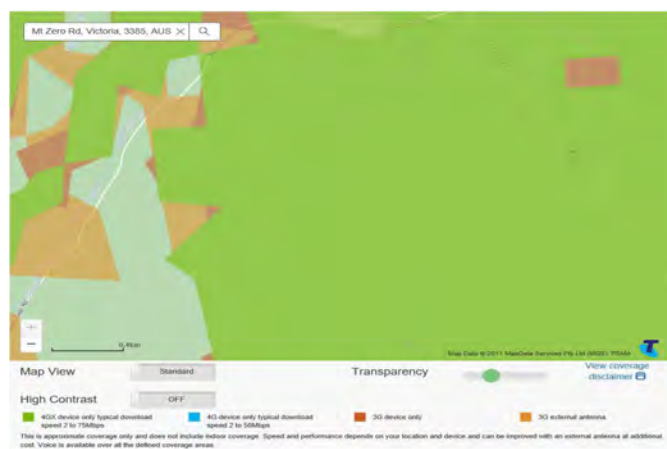 Mt Zero Rd, Victoria, 3385, AUS
+
−
0.4km
Map Data © 2011 MapData Services Pty Ltd (MDS), PSMA
Map View
Standard
Transparency
View coverage
disclaimer
High Contrast
OFF
4GX device only typical download
speed 2 to 75Mbps
4G device only typical download
speed 2 to 50Mbps
3G device only
3G external antenna
This is approximate coverage only and does not include indoor coverage. Speed and performance depends on your location and device and can be improved with an external antenna at additional
cost. Voice is available over all the defined coverage areas.